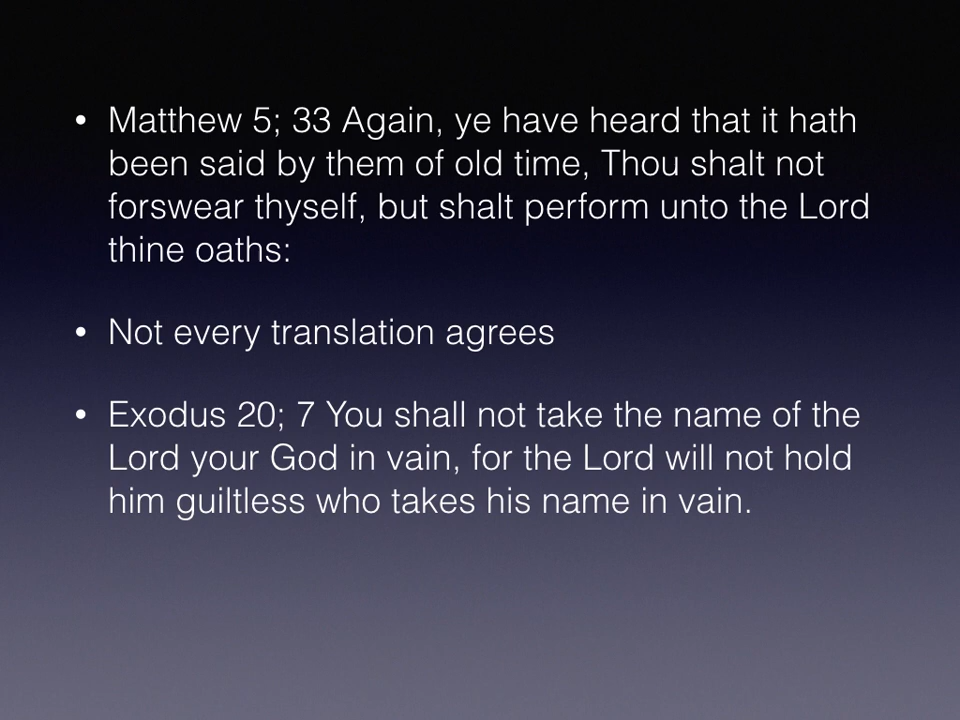 • Matthew 5; 33 Again, ye have heard that it hath
been said by them of old time, Thou shalt not
forswear thyself, but shalt perform unto the Lord
thine oaths:
• Not every translation agrees
• Exodus 20; 7 You shall not take the name of the
Lord your God in vain, for the Lord will not hold
him guiltless who takes his name in vain.